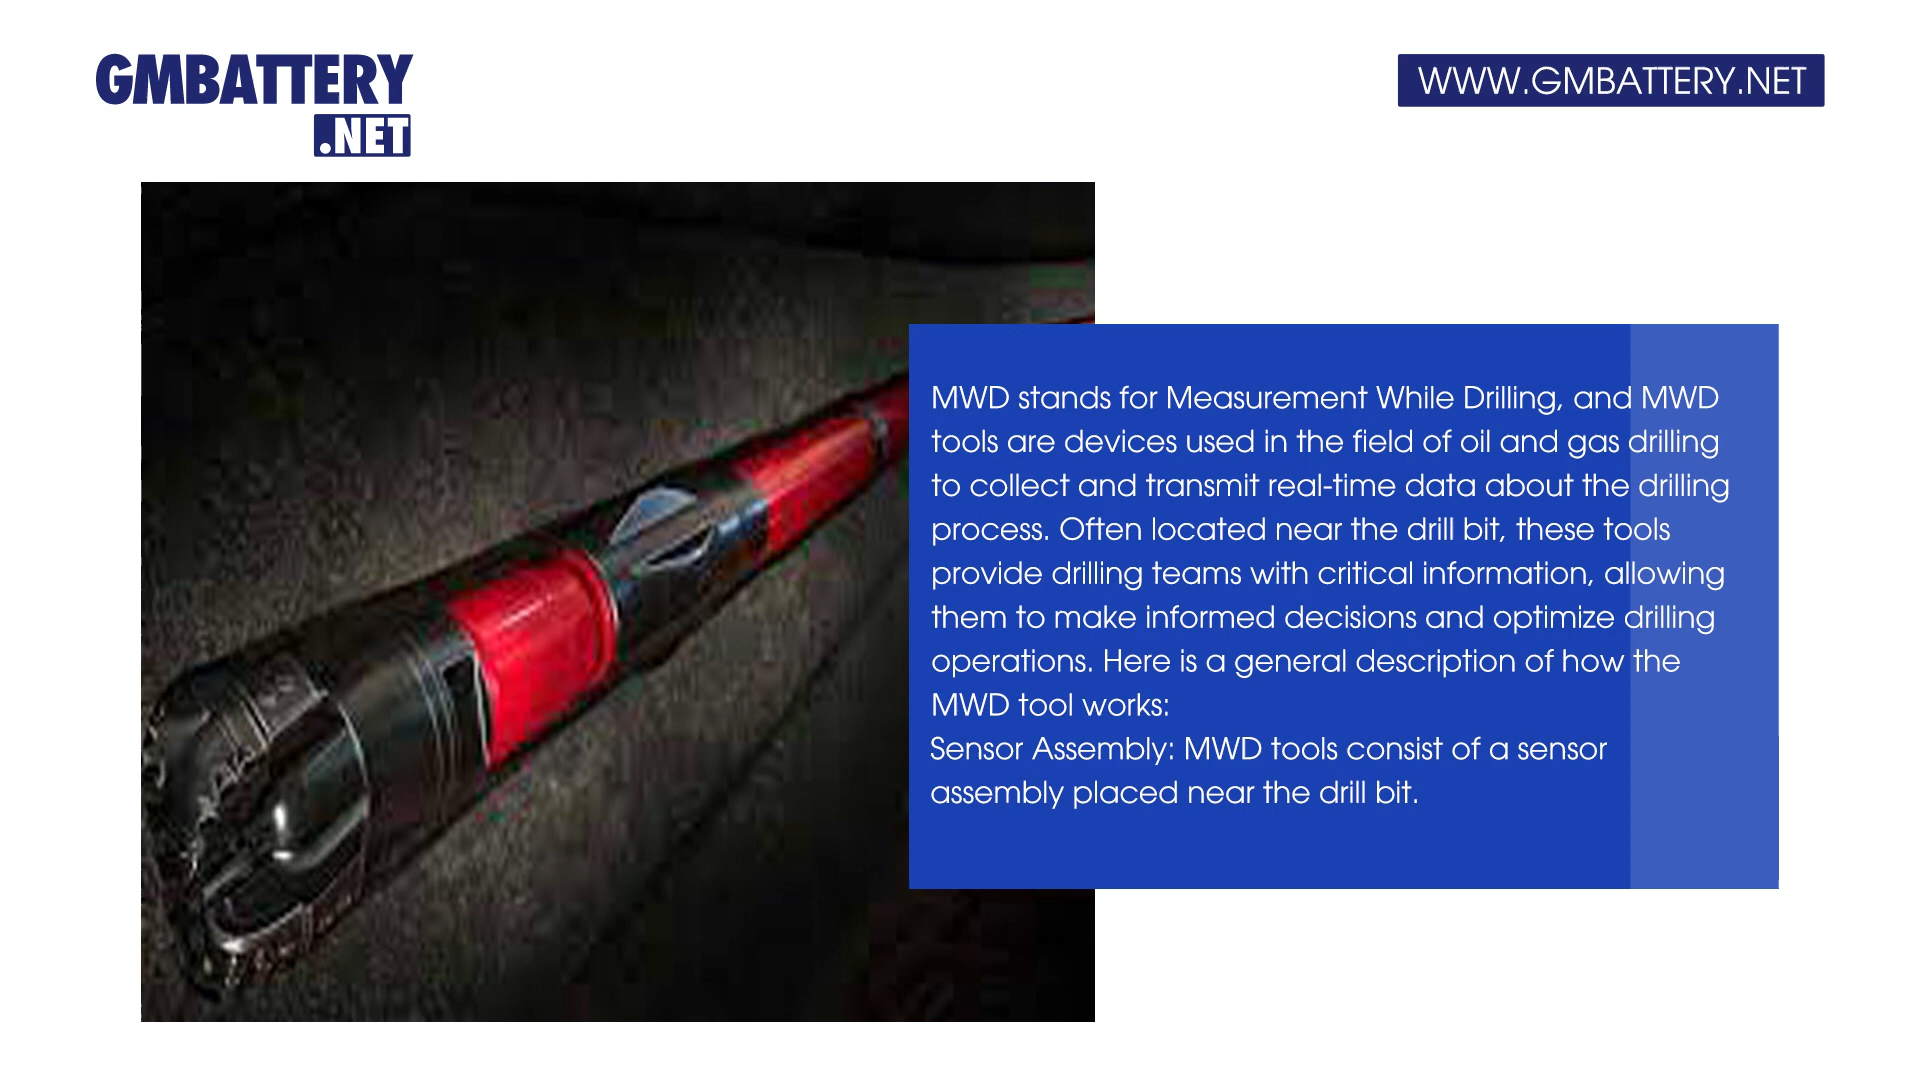 GMBATTERY
.NET
WWW.GMBATTERY.NET
MWD stands for Measurement While Drilling, and MWD
tools are devices used in the field of oil and gas drilling
to collect and transmit real-time data about the drilling
process. Often located near the drill bit, these tools
provide drilling teams with critical information, allowing
them to make informed decisions and optimize drilling
operations. Here is a general description of how the
MWD tool works:
Sensor Assembly: MWD tools consist of a sensor
assembly placed near the drill bit.